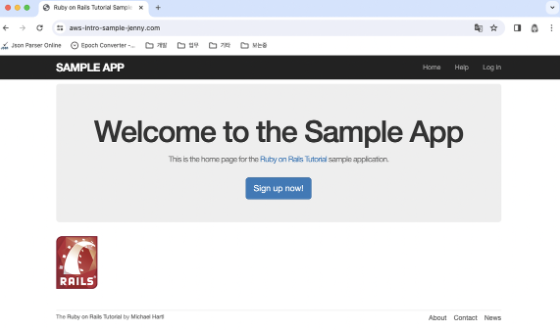 Ruby on Rails Tutorial Sample
aws-intro-sample-jenny.com
Json Parser Online
Epoch Converter -...
개발
업무
기타
보는중
SAMPLE APP
Home
Help
Log in
Welcome to the Sample App
This is the home page for the Ruby on Rails Tutorial sample application.
Sign up now!
RAILS
The Ruby on Rails Tutorial by Michael Hartl
About
Contact
News